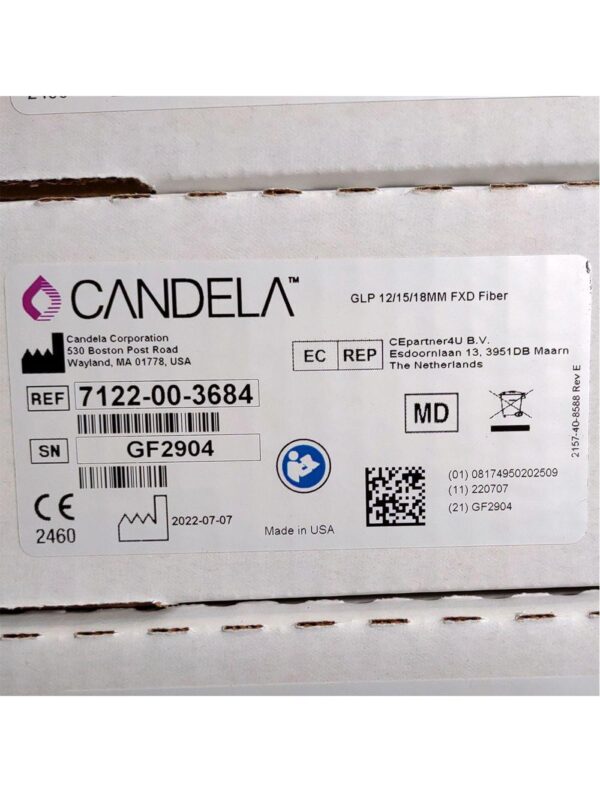 CANDELA™
GLP 12/15/18MM FXD Fiber
Candela Corporation
530 Boston Post Road
Wayland, MA 01778, USA
EC REP
CEpartner4U B.V.
Esdoornlaan 13, 3951DB Maarn
The Netherlands
REF 7122-00-3684
SN GF2904
MD
2157-40-8588 Rev E
CE
2460
2022-07-07
Made in USA
(01) 08174950202509
(11) 220707
(21) GF2904